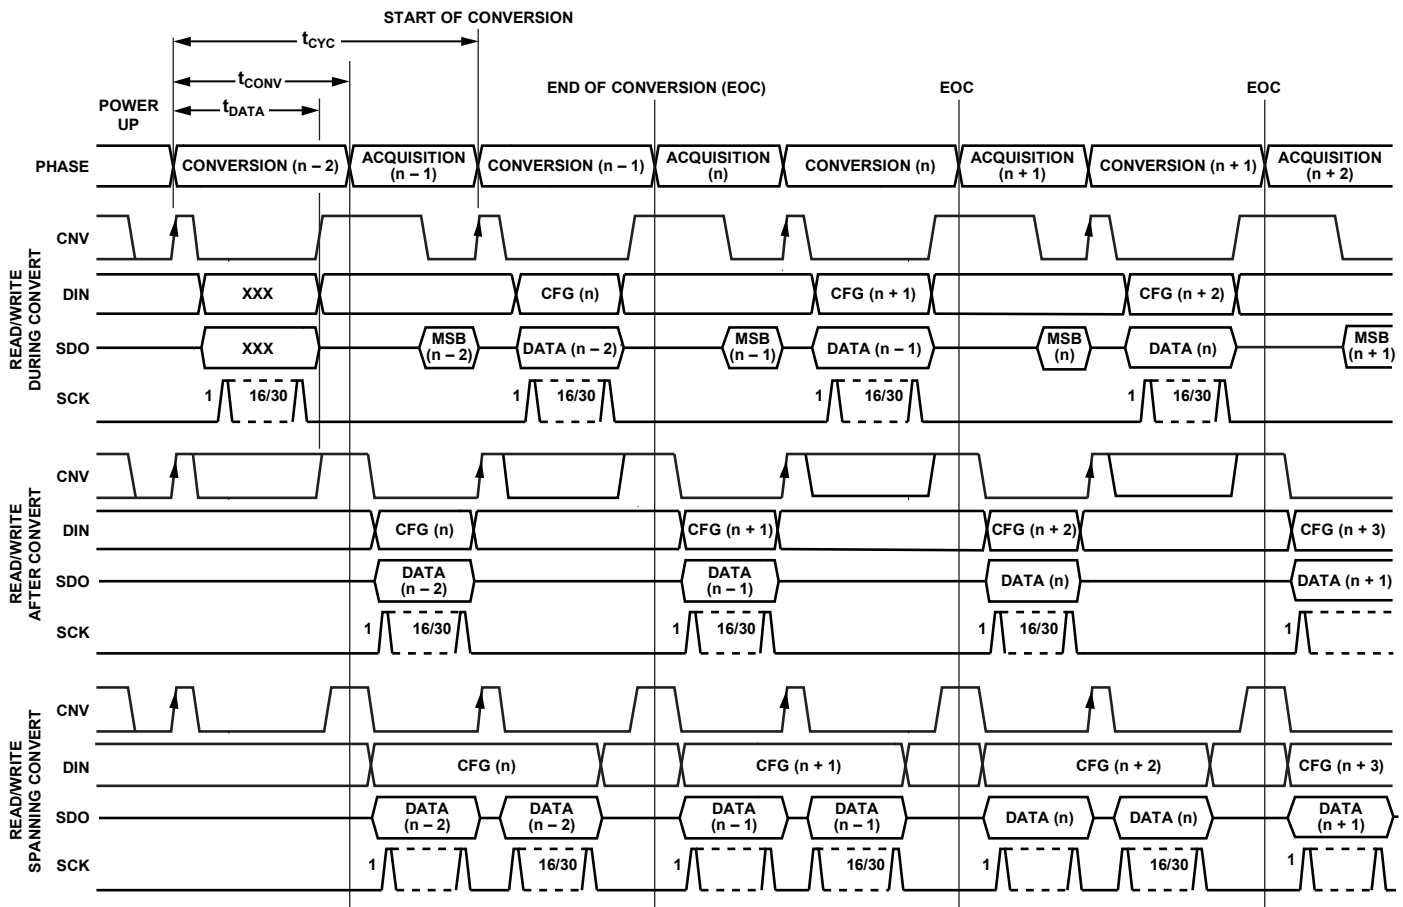 START OF CONVERSION
tCYC
tCONV
END OF CONVERSION (EOC)
EOC
EOC
POWER
UP
tDATA
PHASE
CONVERSION (n – 2)
ACQUISITION
(n – 1)
CONVERSION (n – 1)
ACQUISITION
(n)
CONVERSION (n)
ACQUISITION
(n + 1)
CONVERSION (n + 1)
ACQUISITION
(n + 2)
READ/WRITE
DURING CONVERT
CNV
DIN
XXX
CFG (n)
CFG (n + 1)
CFG (n + 2)
SDO
XXX
MSB
(n – 2)
DATA (n – 2)
MSB
(n – 1)
DATA (n – 1)
MSB
(n)
DATA (n)
MSB
(n + 1)
SCK
1
16/30
1
16/30
1
16/30
1
16/30
READ/WRITE
AFTER CONVERT
CNV
DIN
CFG (n)
CFG (n + 1)
CFG (n + 2)
CFG (n + 3)
SDO
DATA
(n – 2)
DATA
(n – 1)
DATA (n)
DATA (n + 1)
SCK
1
16/30
1
16/30
1
16/30
1
READ/WRITE
SPANNING CONVERT
CNV
DIN
CFG (n)
CFG (n + 1)
CFG (n + 2)
CFG (n + 3)
SDO
DATA
(n – 2)
DATA
(n – 2)
DATA
(n – 1)
DATA
(n – 1)
DATA (n)
DATA (n)
DATA
(n + 1)
SCK
1
16/30
1
16/30
1
16/30
1